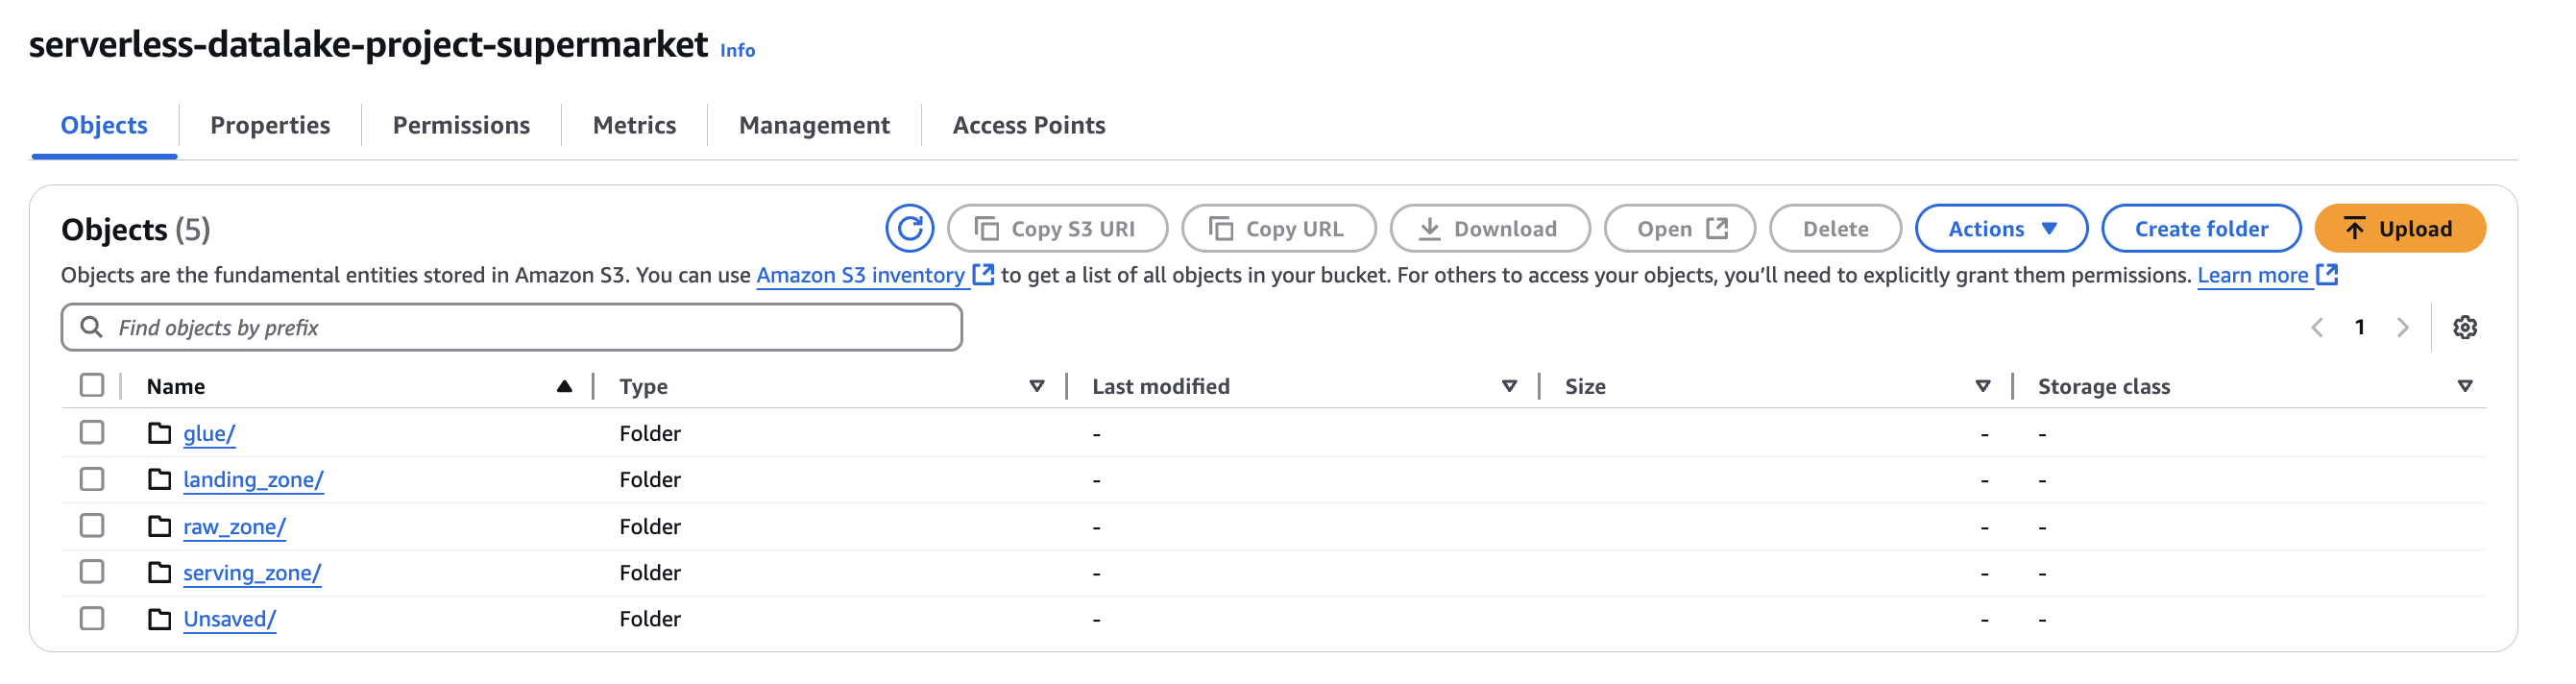 serverless-datalake-project-supermarket Info
Objects Properties Permissions Metrics Management Access Points
Objects (5) Copy S3 URI Copy URL Download Open Delete Actions Create folder Upload
Objects are the fundamental entities stored in Amazon S3. You can use Amazon S3 inventory to get a list of all objects in your bucket. For others to access your objects, you’ll need to explicitly grant them permissions. Learn more
Find objects by prefix 1
Name Type Last modified Size Storage class
glue/ Folder - - -
landing_zone/ Folder - - -
raw_zone/ Folder - - -
serving_zone/ Folder - - -
Unsaved/ Folder - - -